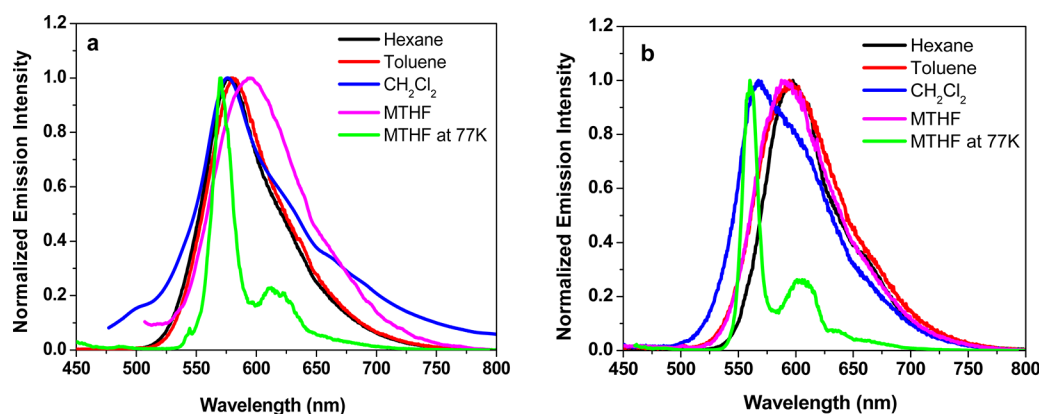 a
Hexane
Toluene
CH₂Cl₂
MTHF
MTHF at 77K
Normalized Emission Intensity
1.2
1.0
0.8
0.6
0.4
0.2
0.0
450 500 550 600 650 700 750 800
Wavelength (nm)
b
Hexane
Toluene
CH₂Cl₂
MTHF
MTHF at 77K
Normalized Emission Intensity
1.2
1.0
0.8
0.6
0.4
0.2
0.0
450 500 550 600 650 700 750 800
Wavelength (nm)